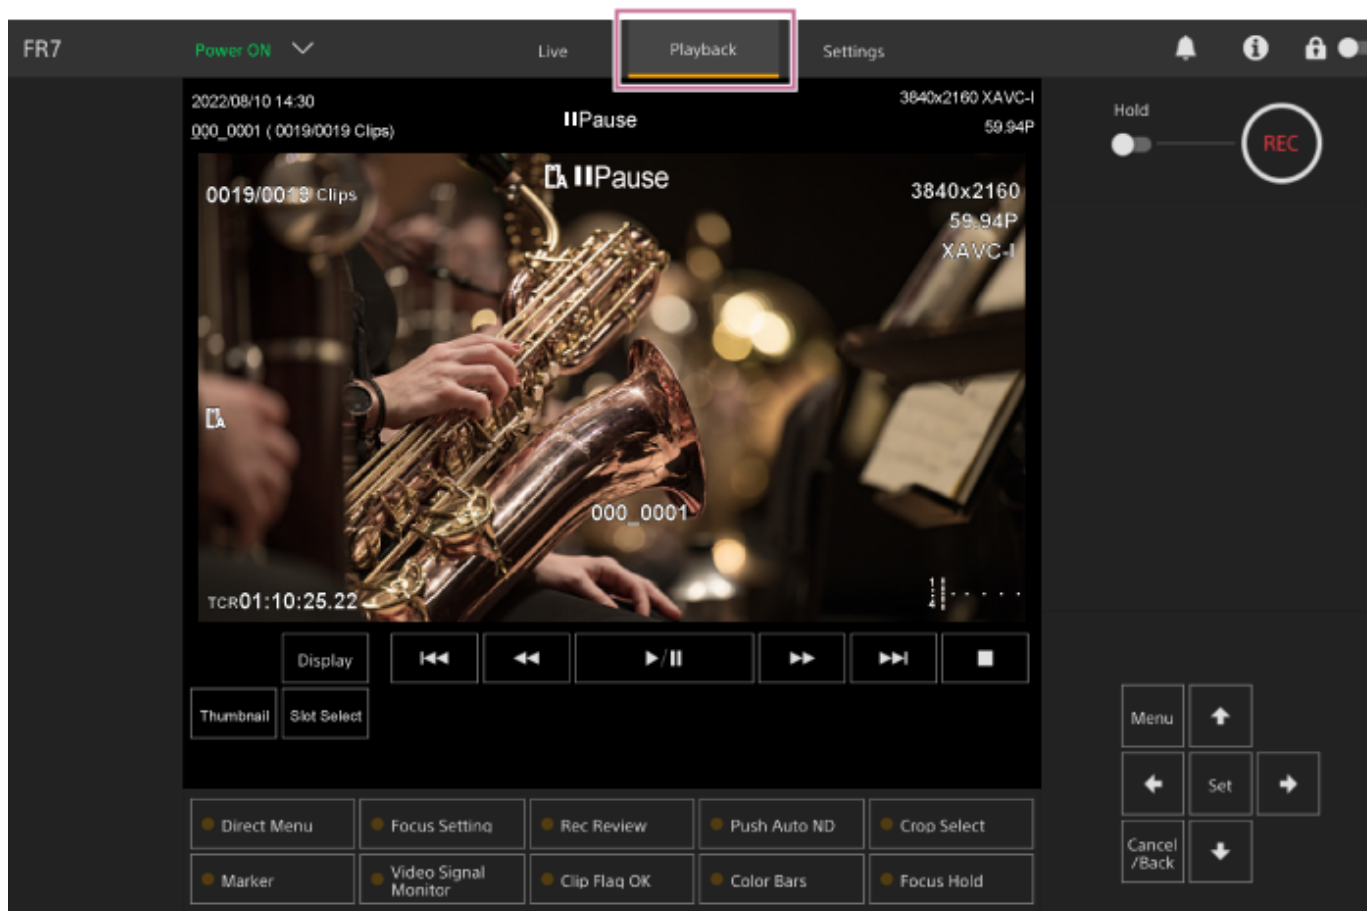 FR7
Power ON
Live
Playback
Settings
2022/08/10 14:30
3840x2160 XAVC-I
000_0001 ( 0019/0019 Clips)
Pause
59.94P
Hold
REC
0019/0019 Clips
Pause
3840x2160
59.94P
XAVC-I
000_0001
TCR01:10:25.22
Display
Thumbnail
Slot Select
Menu
Set
Cancel
/Back
Direct Menu
Focus Setting
Rec Review
Push Auto ND
Crop Select
Marker
Video Signal
Monitor
Clip Flag OK
Color Bars
Focus Hold